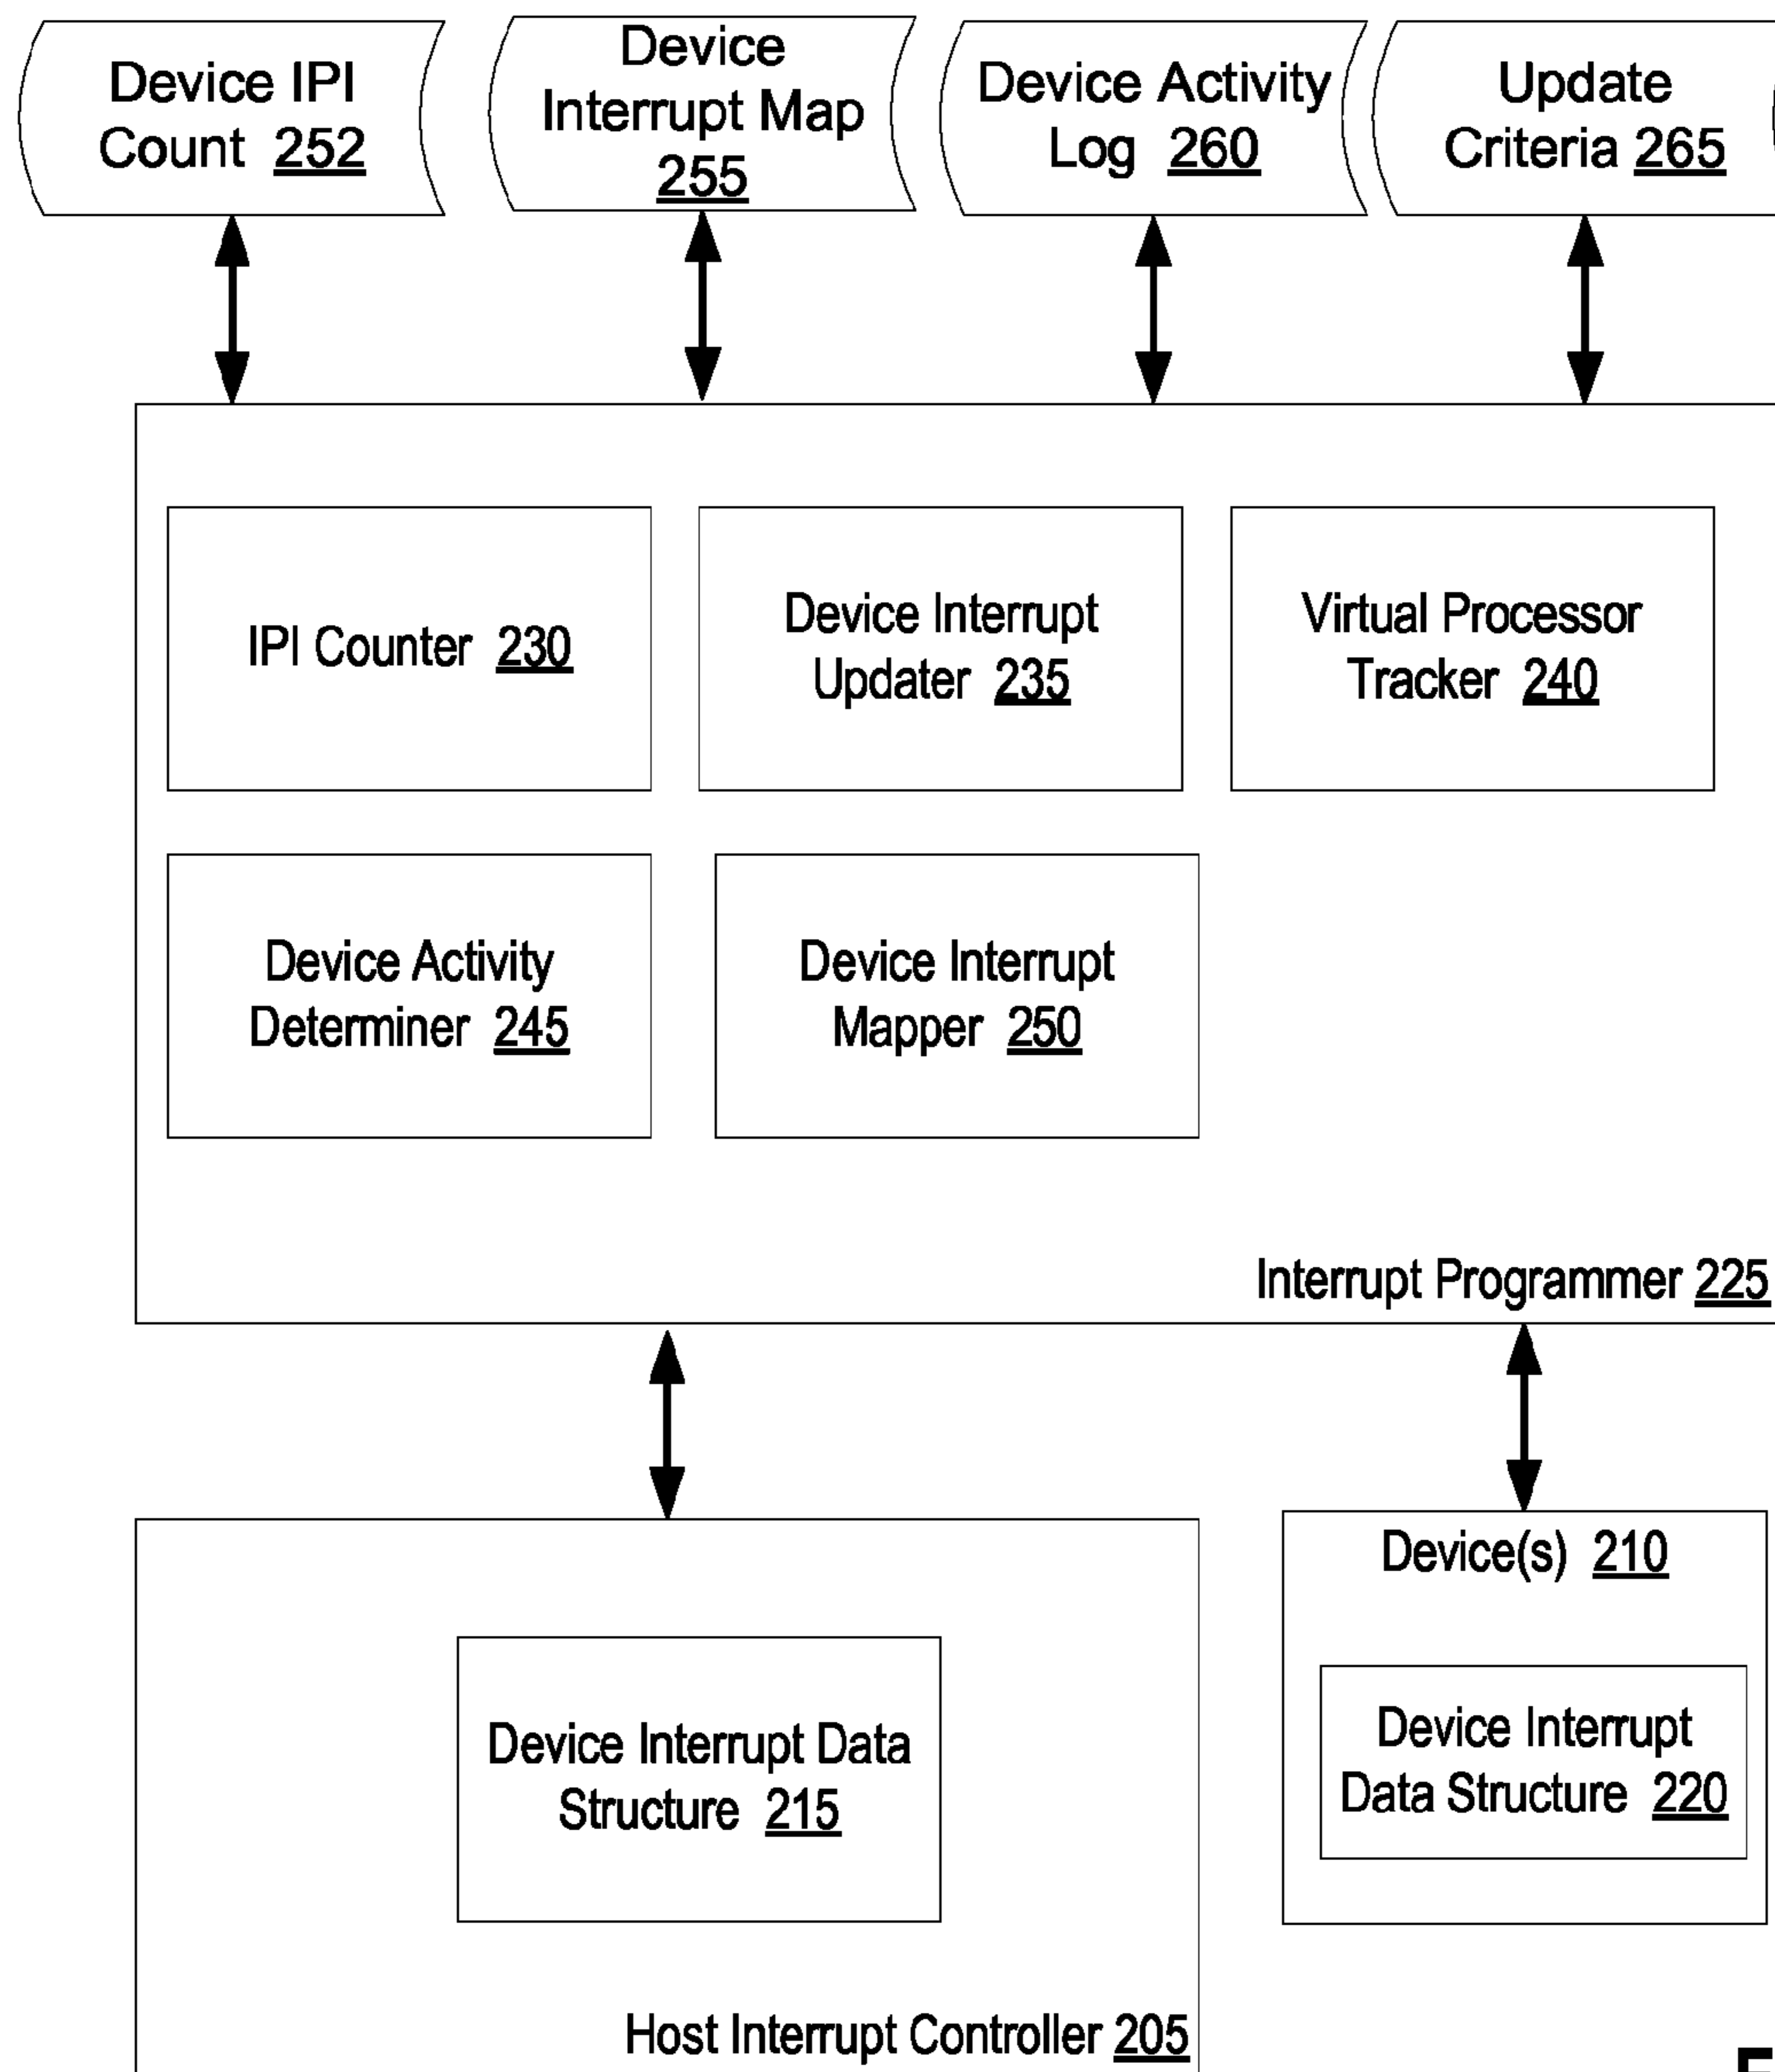 Device IPI
Count 252
Device
Interrupt Map
255
Device Activity
Log 260
Update
Criteria 265
IPI Counter 230
Device Interrupt
Updater 235
Virtual Processor
Tracker 240
Device Activity
Determiner 245
Device Interrupt
Mapper 250
Interrupt Programmer 225
Device(s) 210
Device Interrupt Data
Structure 215
Device Interrupt
Data Structure 220
Host Interrupt Controller 205